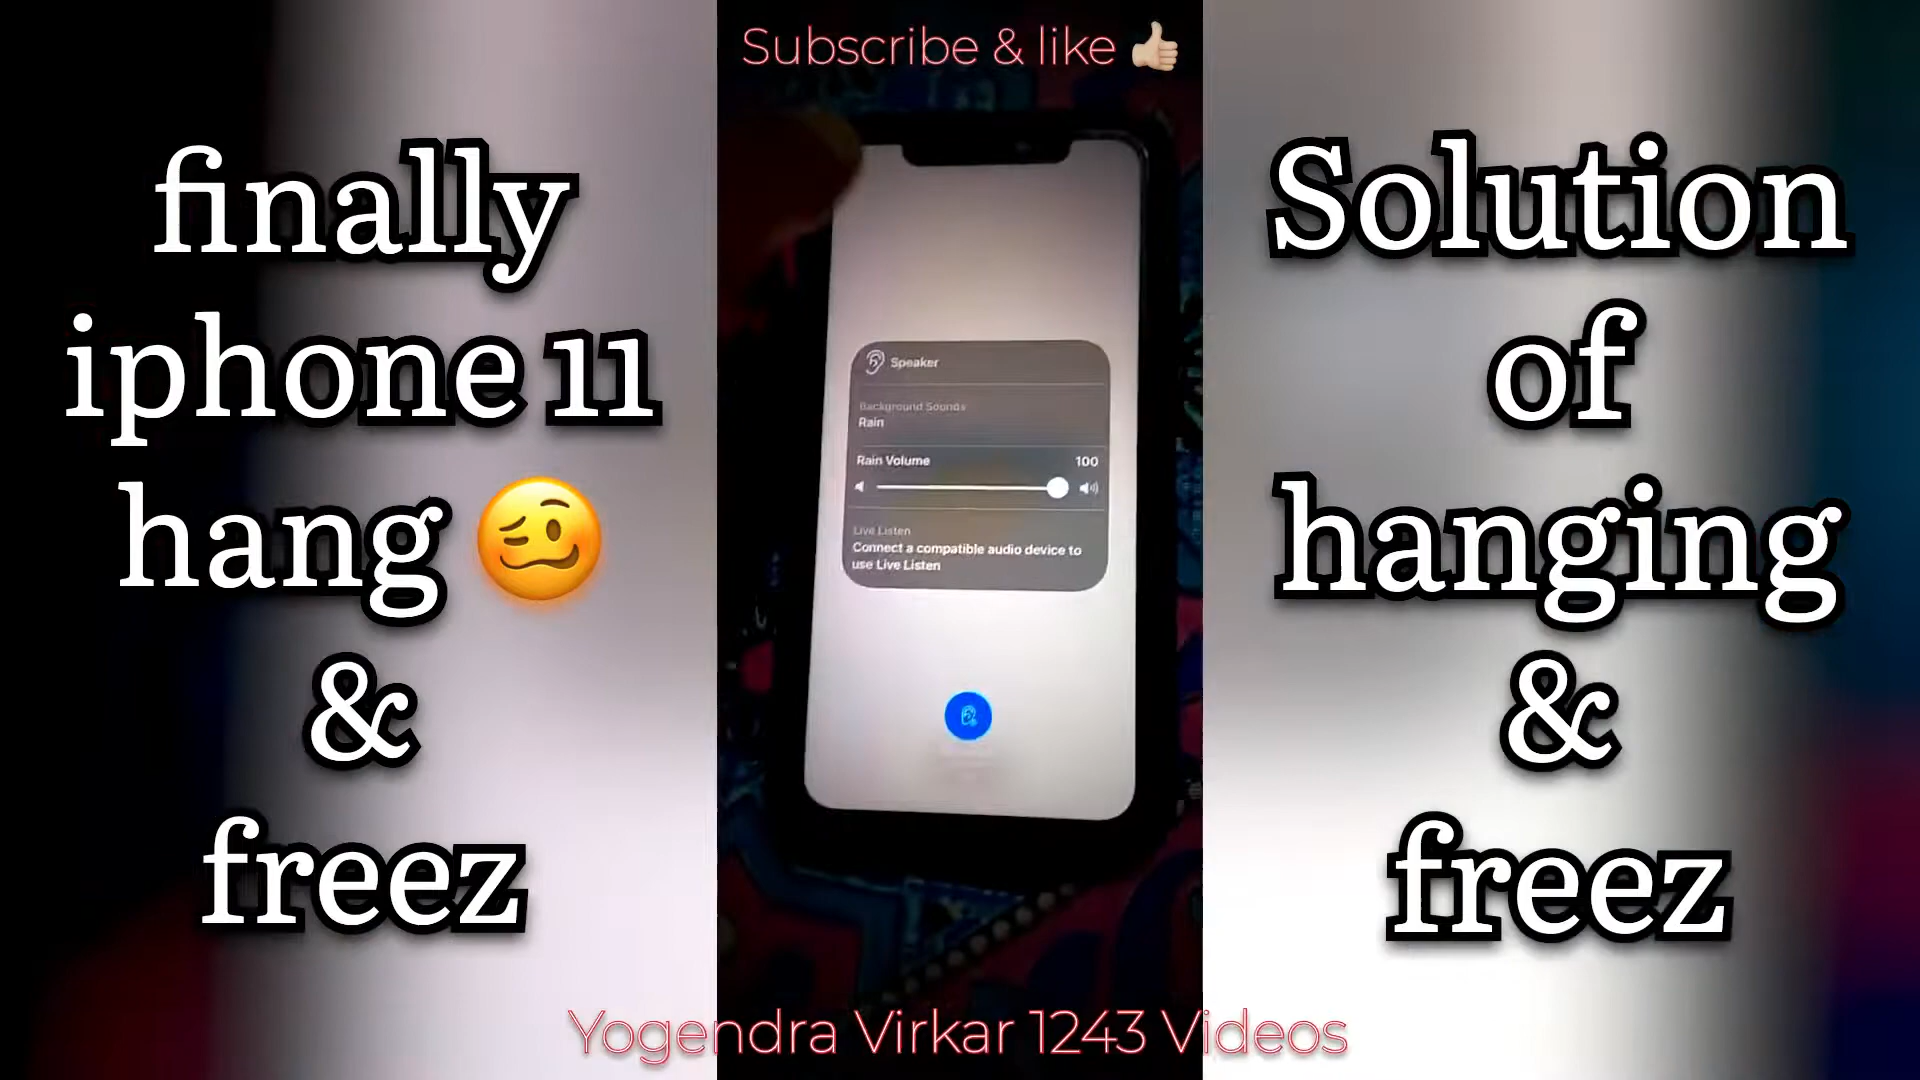 Subscribe & like 👍🏻
finally
iphone 11
hang 🥴
&
freez
Speaker
Background Sounds
Rain
Rain Volume 100
Live Listen
Connect a compatible audio device to
use Live Listen
Solution
of
hanging
&
freez
Yogendra Virkar 1243 Videos